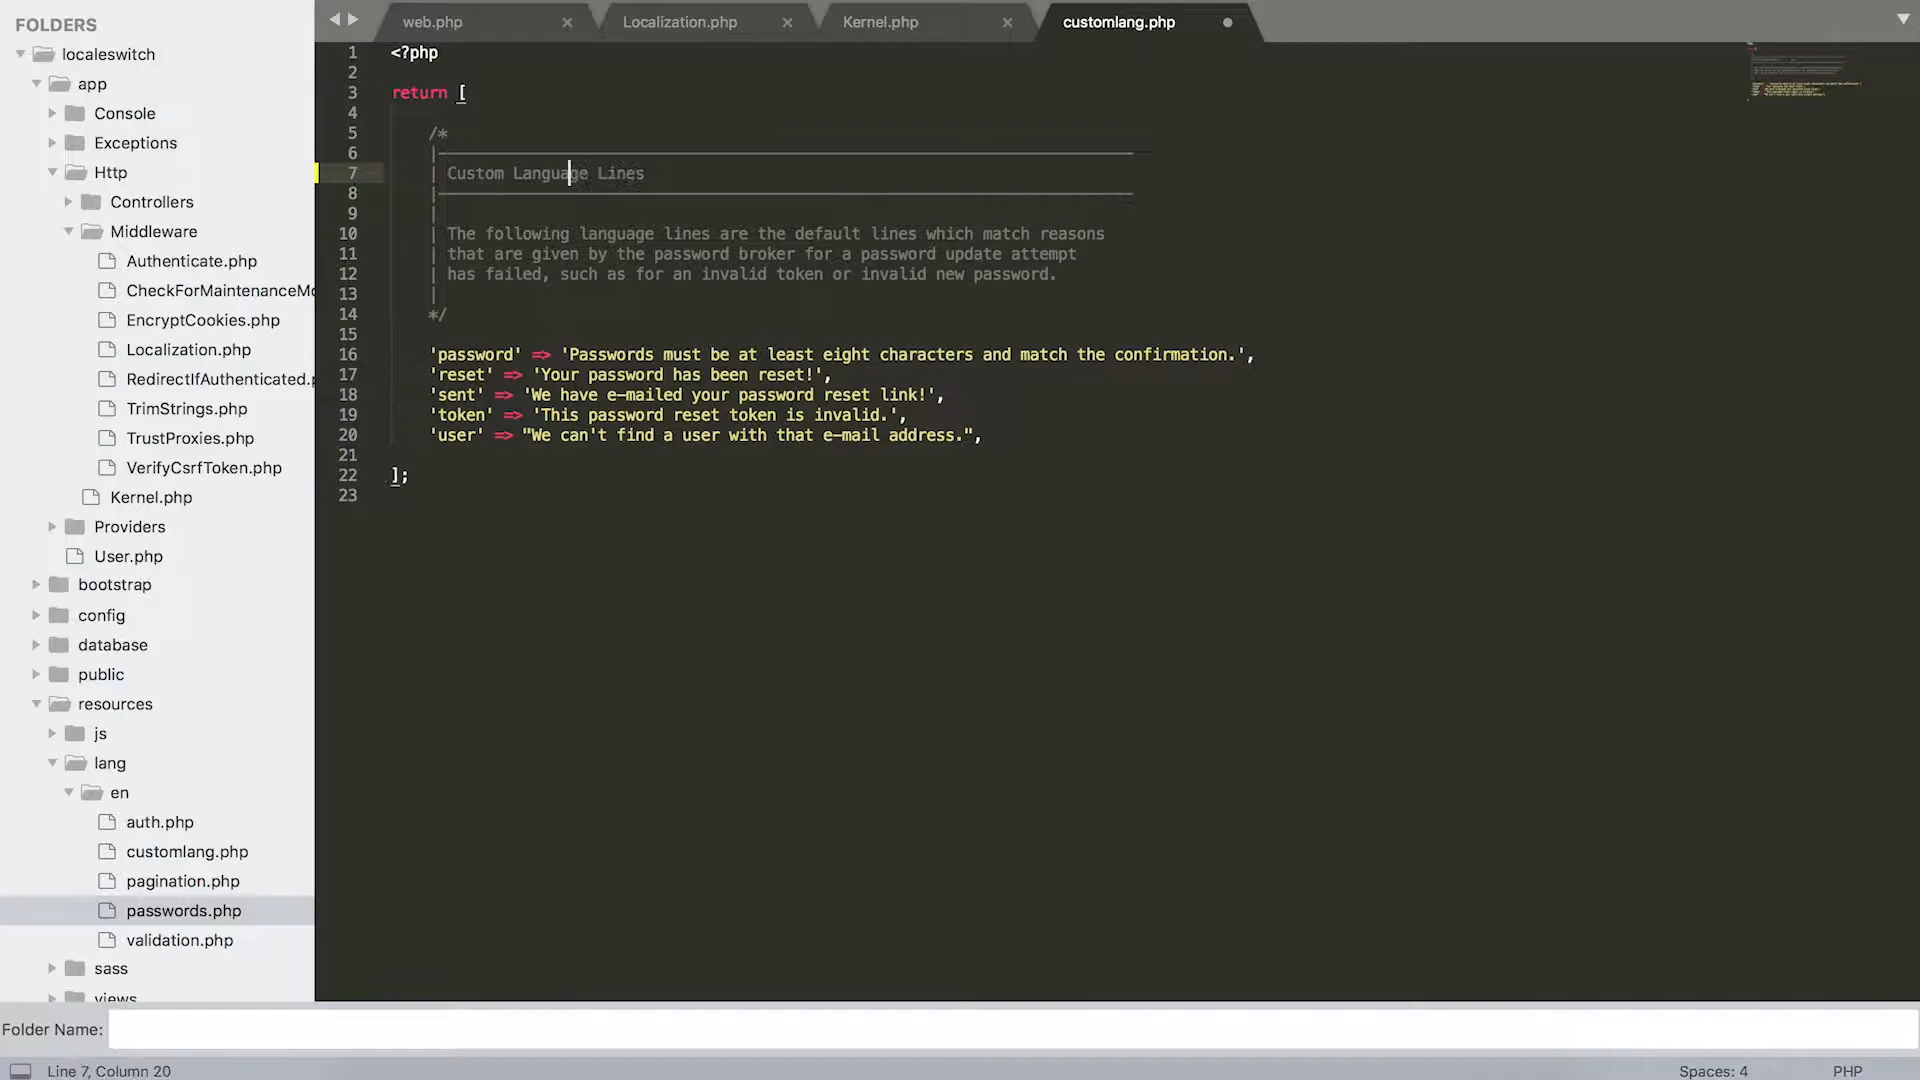 FOLDERS
localeswitch
app
Console
Exceptions
Http
Controllers
Middleware
Authenticate.php
CheckForMaintenanceMo
EncryptCookies.php
Localization.php
RedirectIfAuthenticated.p
TrimStrings.php
TrustProxies.php
VerifyCsrfToken.php
Kernel.php
Providers
User.php
bootstrap
config
database
public
resources
js
lang
en
auth.php
customlang.php
pagination.php
passwords.php
validation.php
sass
views
web.php
Localization.php
Kernel.php
customlang.php
1 <?php
2
3 return [
4
5 /*
6 |--------------------------------------------------------------------------
7 | Custom Language Lines
8 |--------------------------------------------------------------------------
9 |
10 | The following language lines are the default lines which match reasons
11 | that are given by the password broker for a password update attempt
12 | has failed, such as for an invalid token or invalid new password.
13 |
14 */
15
16 'password' => 'Passwords must be at least eight characters and match the confirmation.',
17 'reset' => 'Your password has been reset!',
18 'sent' => 'We have e-mailed your password reset link!',
19 'token' => 'This password reset token is invalid.',
20 'user' => "We can't find a user with that e-mail address.",
21
22 ];
23
Folder Name:
Line 7, Column 20
Spaces: 4
PHP